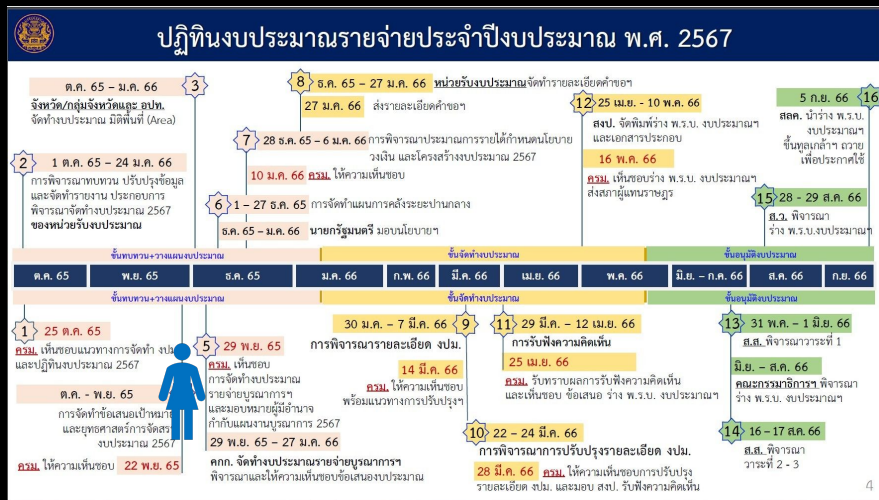 ปฏิทินงบประมาณรายจ่ายประจำปีงบประมาณ พ.ศ. 2567
ต.ค. 65 – ม.ค. 66
3
จังหวัด/กลุ่มจังหวัดและ อปท.
จัดทำงบประมาณ มิติพื้นที่ (Area)
2
1 ต.ค. 65 – 24 ม.ค. 66
การพิจารณาทบทวน ปรับปรุงข้อมูล
และจัดทำรายงาน ประกอบการ
พิจารณาจัดทำงบประมาณ 2567
ของหน่วยรับงบประมาณ
8
ธ.ค. 65 – 27 ม.ค. 66 หน่วยรับงบประมาณจัดทำรายละเอียดคำขอฯ
27 ม.ค. 66 ส่งรายละเอียดคำขอฯ
7
28 ธ.ค. 65 – 6 ม.ค. 66 การพิจารณาประมาณการรายได้กำหนดนโยบาย
วงเงิน และโครงสร้างงบประมาณ 2567
10 ม.ค. 66 ครม. ให้ความเห็นชอบ
6
1 – 27 ธ.ค. 65 การจัดทำแผนการคลังระยะปานกลาง
ธ.ค. 65 – ม.ค. 66 นายกรัฐมนตรี มอบนโยบายฯ
12
25 เม.ย. - 10 พ.ค. 66
สงป. จัดพิมพ์ร่าง พ.ร.บ. งบประมาณฯ
และเอกสารประกอบ
16 พ.ค. 66
ครม. เห็นชอบร่าง พ.ร.บ. งบประมาณฯ
ส่งสภาผู้แทนราษฎร
5 ก.ย. 66
16
สลค. นำร่าง พ.ร.บ.
งบประมาณฯ
ขึ้นทูลเกล้าฯ ถวาย
เพื่อประกาศใช้
15
28 - 29 ส.ค. 66
ส.ว. พิจารณา
ร่าง พ.ร.บ.งบประมาณฯ
ขั้นทบทวน+วางแผนงบประมาณ
ขั้นจัดทำงบประมาณ
ขั้นอนุมัติงบประมาณ
ต.ค. 65
พ.ย. 65
ธ.ค. 65
ม.ค. 66
ก.พ. 66
มี.ค. 66
เม.ย. 66
พ.ค. 66
มิ.ย. – ก.ค. 66
ส.ค. 66
ก.ย. 66
ขั้นทบทวน+วางแผนงบประมาณ
ขั้นจัดทำงบประมาณ
ขั้นอนุมัติงบประมาณ
1
25 ต.ค. 65
ครม. เห็นชอบแนวทางการจัดทำ งปม.
และปฏิทินงบประมาณ 2567
ต.ค. - พ.ย. 65
การจัดทำข้อเสนอเป้าหมาย
และยุทธศาสตร์การจัดสรร
งบประมาณ 2567
ครม. ให้ความเห็นชอบ 22 พ.ย. 65
5
29 พ.ย. 65
ครม. เห็นชอบ
การจัดทำงบประมาณ
รายจ่ายบูรณาการฯ
และมอบหมายผู้มีอำนาจ
กำกับแผนงานบูรณาการ 2567
29 พ.ย. 65 – 27 ม.ค. 66
คกก. จัดทำงบประมาณรายจ่ายบูรณาการฯ
พิจารณาและให้ความเห็นชอบข้อเสนองบประมาณ
30 ม.ค. – 7 มี.ค. 66
9
การพิจารณารายละเอียด งปม.
14 มี.ค. 66
ครม. ให้ความเห็นชอบ
พร้อมแนวทางการปรับปรุงฯ
10
22 – 24 มี.ค. 66
การพิจารณาการปรับปรุงรายละเอียด งปม.
28 มี.ค. 66 ครม. ให้ความเห็นชอบการปรับปรุง
รายละเอียด งปม. และมอบ สงป. รับฟังความคิดเห็น
11
29 มี.ค. – 12 เม.ย. 66
การรับฟังความคิดเห็น
25 เม.ย. 66
ครม. รับทราบผลการรับฟังความคิดเห็น
และเห็นชอบ ข้อเสนอ ร่าง พ.ร.บ. งบประมาณฯ
13
31 พ.ค. – 1 มิ.ย. 66
ส.ส. พิจารณาวาระที่ 1
มิ.ย. – ส.ค. 66
คณะกรรมาธิการฯ พิจารณา
ร่าง พ.ร.บ. งบประมาณฯ
14
16 – 17 ส.ค. 66
ส.ส. พิจารณา
วาระที่ 2 - 3
4